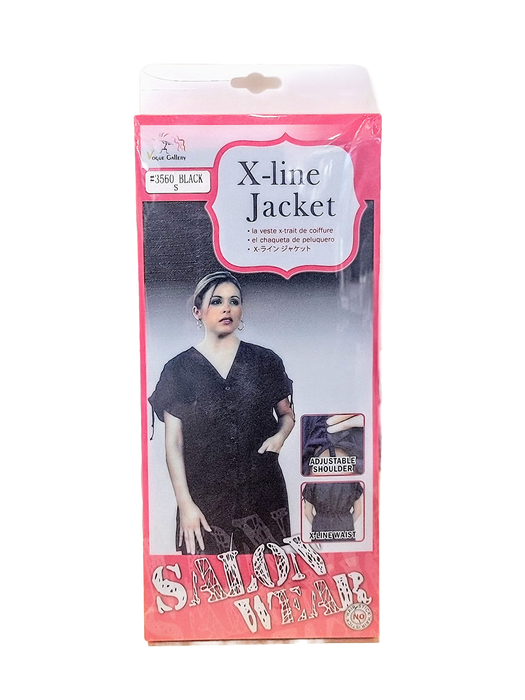 Vogue Gallery
#3560 BLACK
S
X-line
Jacket
• la veste x-trait de coiffure
• el chaqueta de peluquero
• X-ライン ジャケット
ADJUSTABLE
SHOULDER
X-LINE WAIST
SALON
WEAR
NO